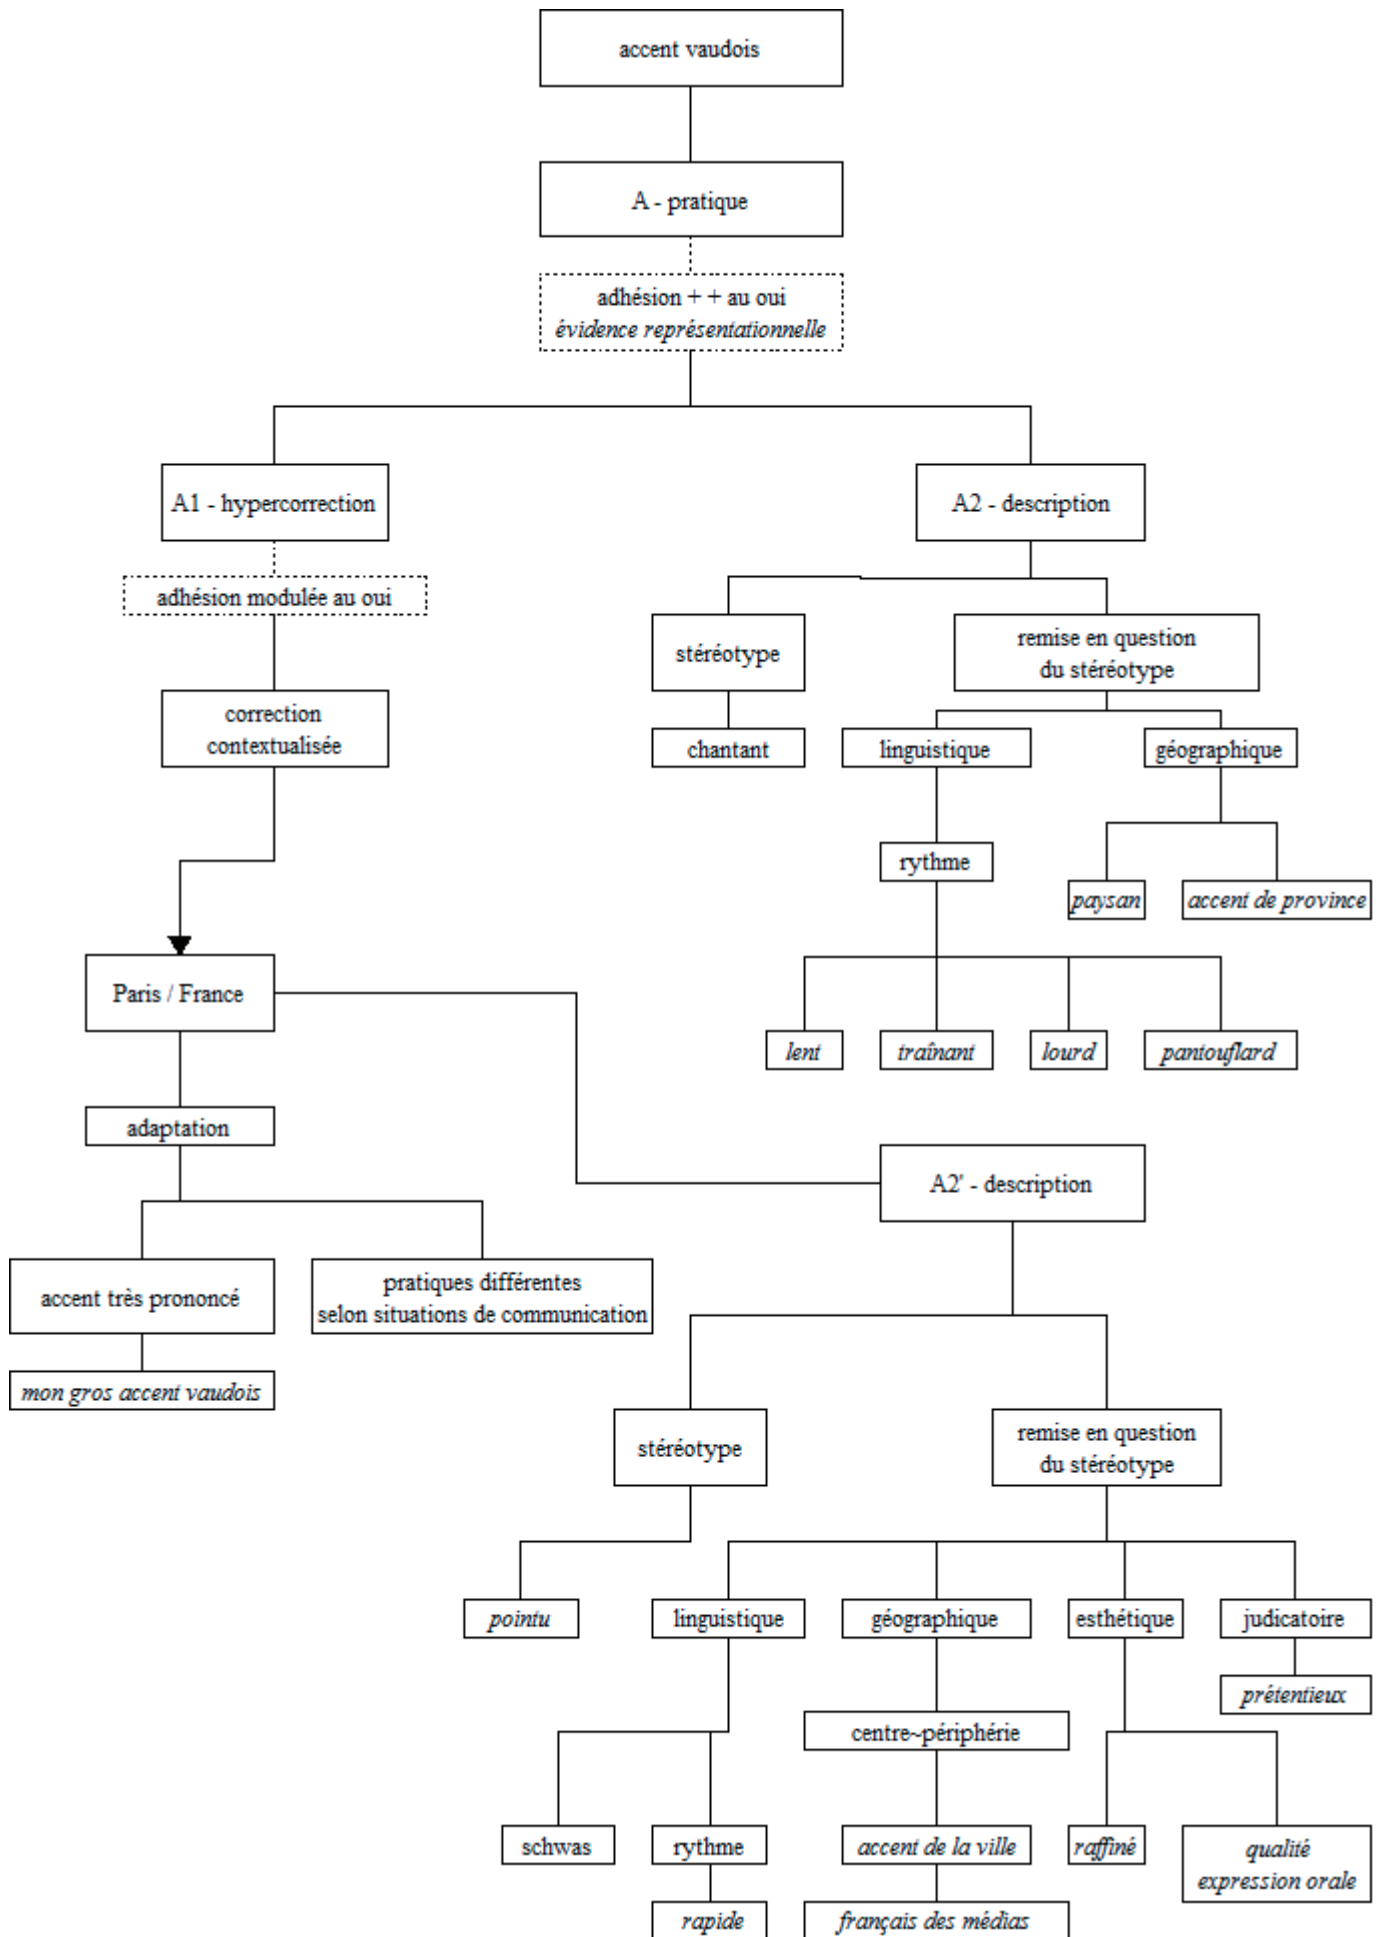 accent vaudois
A - pratique
adhésion + + au oui
évidence représentationnelle
A1 - hypercorrection
A2 - description
adhésion modulée au oui
stéréotype
remise en question
du stéréotype
correction
contextualisée
chantant
linguistique
géographique
rythme
paysan
accent de province
Paris / France
lent
traînant
lourd
pantouflard
adaptation
A2' - description
accent très prononcé
pratiques différentes
selon situations de communication
mon gros accent vaudois
stéréotype
remise en question
du stéréotype
pointu
linguistique
géographique
esthétique
judicatoire
prétentieux
centre~périphérie
schwas
rythme
accent de la ville
raffiné
qualité
expression orale
rapide
français des médias